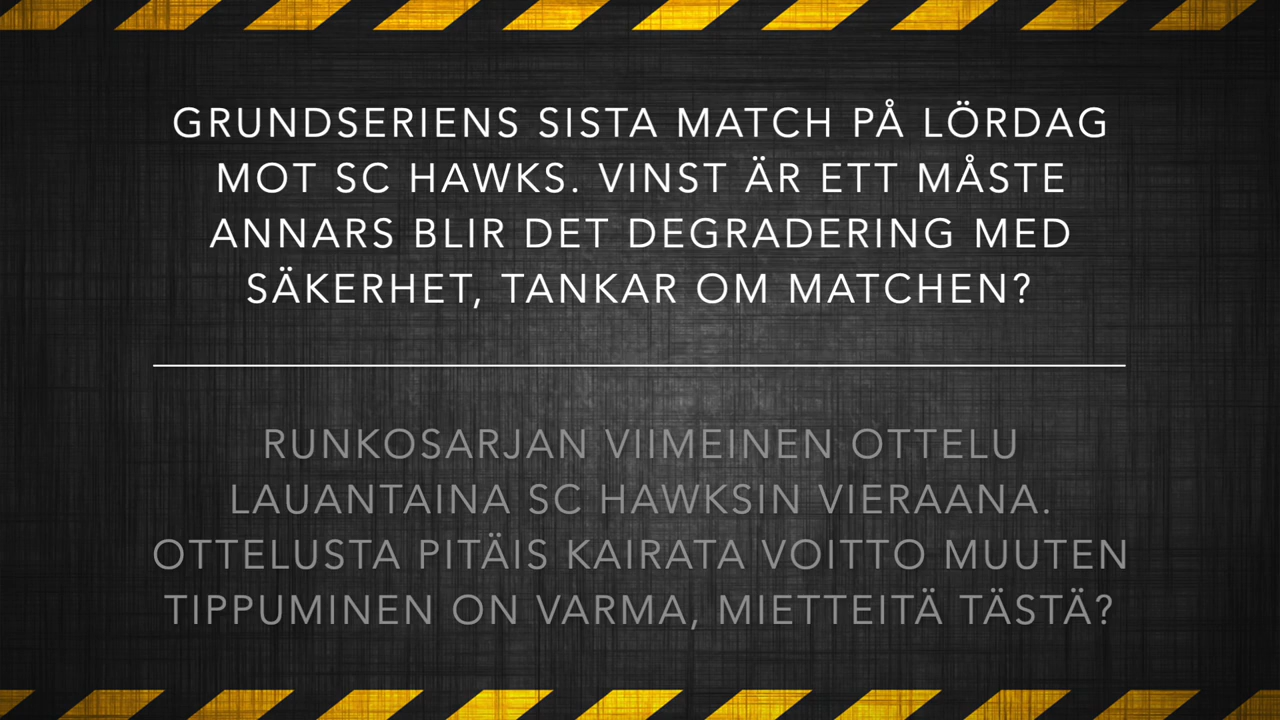 GRUNDSERIENS SISTA MATCH PÅ LÖRDAG
MOT SC HAWKS. VINST ÄR ETT MÅSTE
ANNARS BLIR DET DEGRADERING MED
SÄKERHET, TANKAR OM MATCHEN?
RUNKOSARJAN VIIMEINEN OTTELU
LAUANTAINA SC HAWKSIN VIERAANA.
OTTELUSTA PITÄIS KAIRATA VOITTO MUUTEN
TIPPUMINEN ON VARMA, MIETTEITÄ TÄSTÄ?